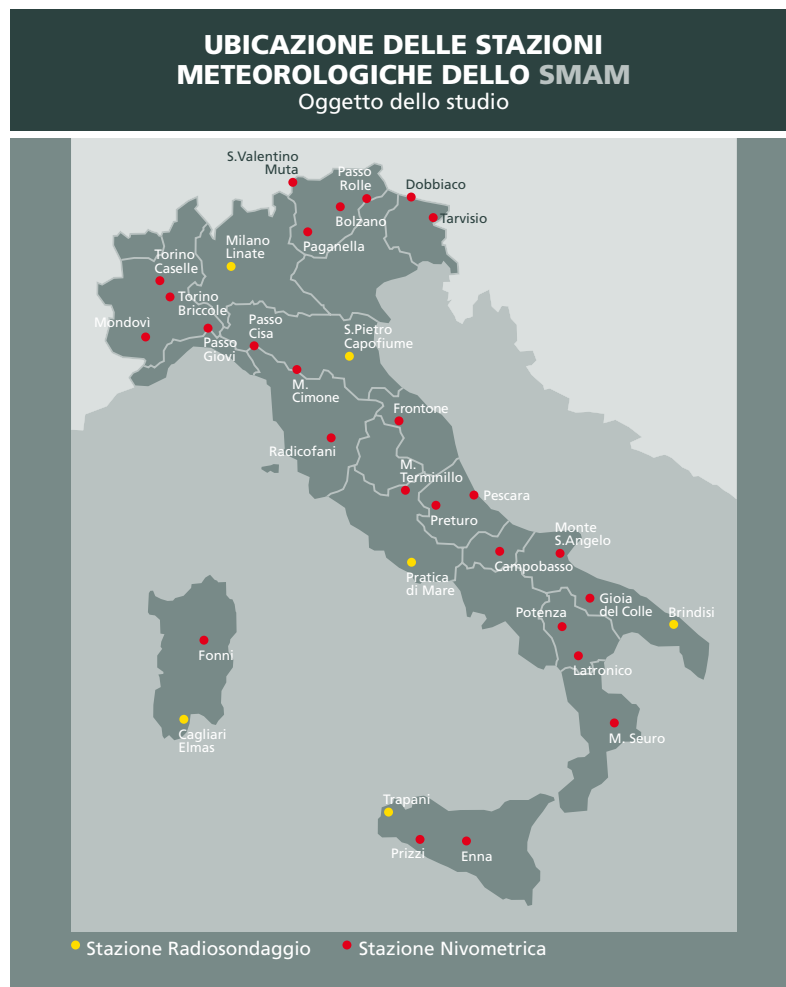 UBICAZIONE DELLE STAZIONI
METEOROLOGICHE DELLO SMAM
Oggetto dello studio
S.Valentino
Muta
Passo
Rolle
Dobbiaco
Bolzano
Tarvisio
Paganella
Milano
Linate
Torino
Caselle
Torino
Briccole
Mondovì
Passo
Giovi
Passo
Cisa
S.Pietro
Capofiume
M.
Cimone
Frontone
Radicofani
M.
Terminillo
Pescara
Preturo
Monte
S.Angelo
Campobasso
Pratica
di Mare
Gioia
del Colle
Potenza
Brindisi
Latronico
Fonni
Cagliari
Elmas
M. Seuro
Trapani
Prizzi
Enna
Stazione Radiosondaggio
Stazione Nivometrica